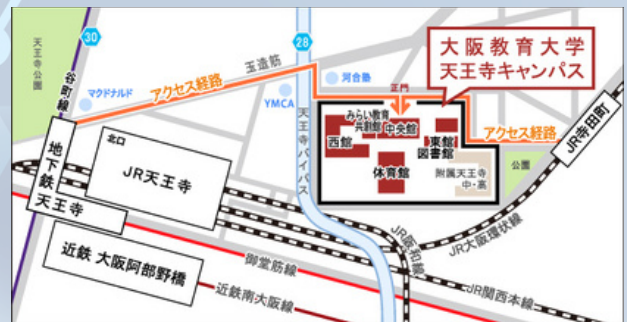 天王寺公園
30
谷町線
マクドナルド
アクセス経路
玉造筋
28
YMCA
河合塾
天王寺バイパス
大阪教育大学
天王寺キャンパス
正門
みらい教育
共創館
中央館
西館
東館
図書館
体育館
附属天王寺
中・高
アクセス経路
公園
JR寺田町
地下鉄
天王寺
北口
JR天王寺
近鉄 大阪阿部野橋
御堂筋線
近鉄南大阪線
JR阪和線
JR大阪環状線
JR関西本線